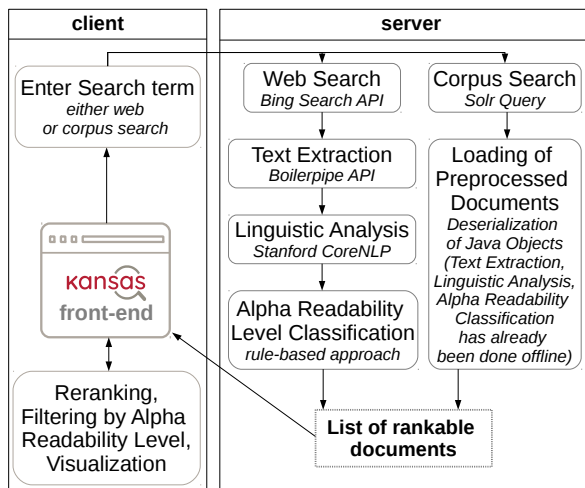 client
server
Enter Search term
either web
or corpus search
Web Search
Bing Search API
Corpus Search
Solr Query
Text Extraction
Boilerpipe API
Loading of
Preprocessed
Documents
Deserialization
of Java Objects
(Text Extraction,
Linguistic Analysis,
Alpha Readability
Classification
has already
been done offline)
Linguistic Analysis
Stanford CoreNLP
kansas
front-end
Alpha Readability
Level Classification
rule-based approach
Reranking,
Filtering by Alpha
Readability Level,
Visualization
List of rankable
documents